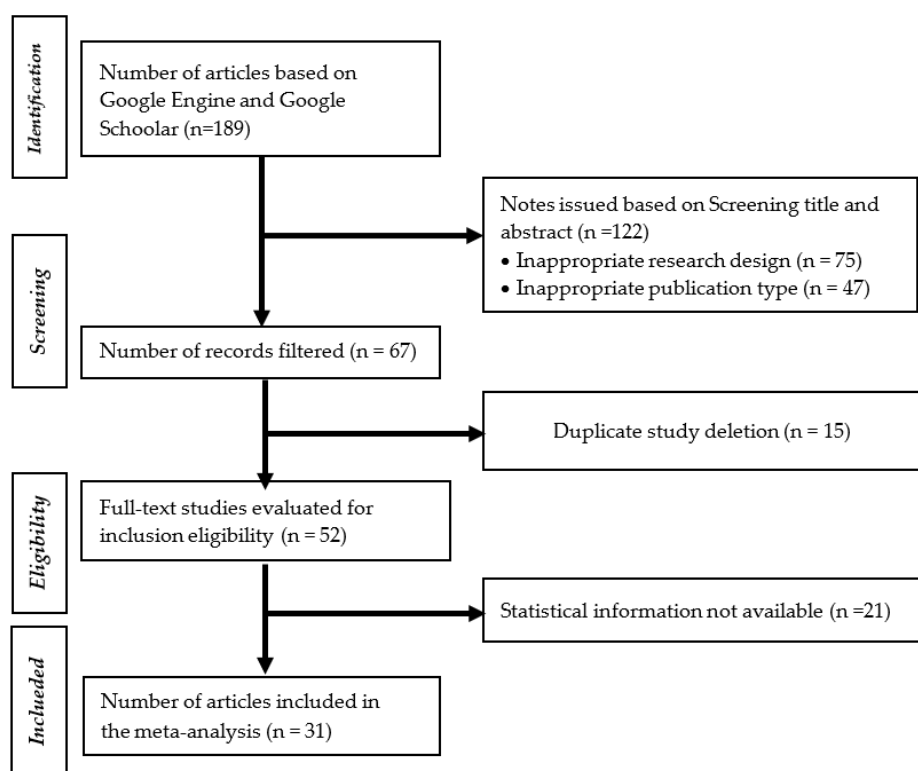 Identification
Number of articles based on
Google Engine and Google
Schoolar (n=189)
Notes issued based on Screening title and
abstract (n =122)
• Inappropriate research design (n = 75)
• Inappropriate publication type (n = 47)
Screening
Number of records filtered (n = 67)
Duplicate study deletion (n = 15)
Eligibility
Full-text studies evaluated for
inclusion eligibility (n = 52)
Statistical information not available (n =21)
Inclueded
Number of articles included in
the meta-analysis (n = 31)